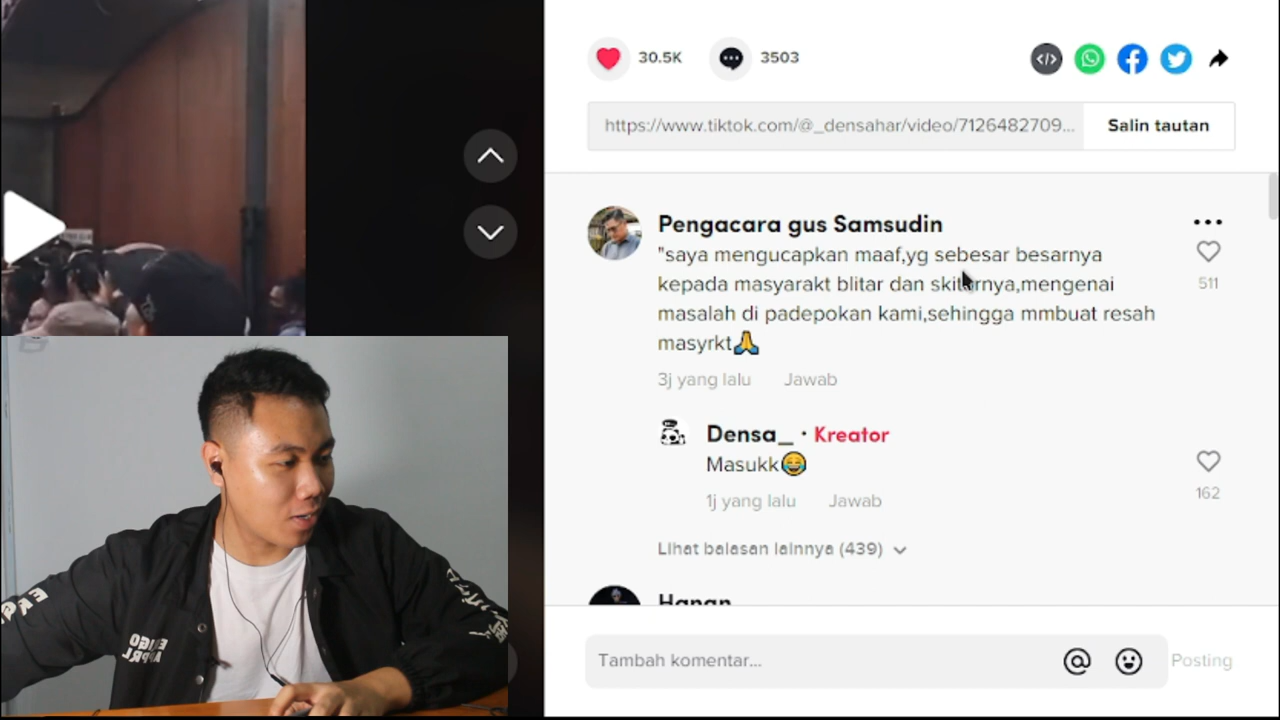 30.5K
3503
https://www.tiktok.com/@_densahar/video/7126482709...
Salin tautan
Pengacara gus Samsudin
"saya mengucapkan maaf,yg sebesar besarnya
kepada masyarakt blitar dan skitarnya,mengenai
masalah di padepokan kami,sehingga mmbuat resah
masyrkt🙏
511
3j yang lalu Jawab
Densa_ · Kreator
Masukk😂
162
1j yang lalu Jawab
Lihat balasan lainnya (439)
Hanan
Tambah komentar...
Posting